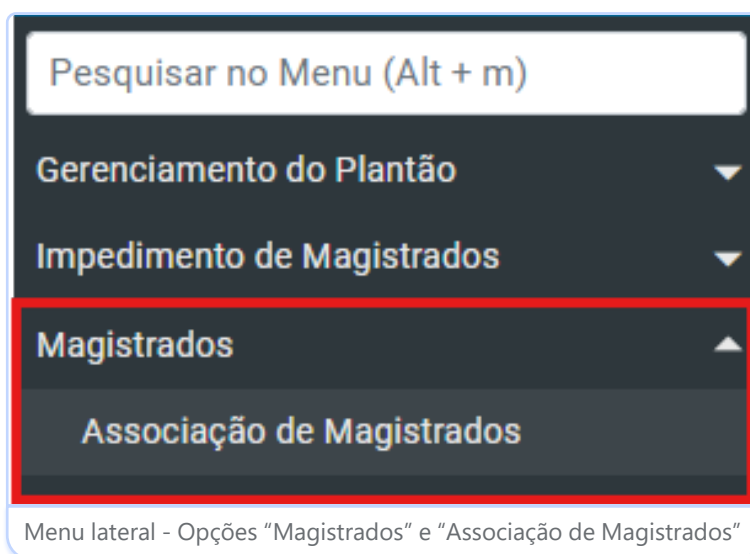 Pesquisar no Menu (Alt + m)
Gerenciamento do Plantão
Impedimento de Magistrados
Magistrados
Associação de Magistrados
Menu lateral - Opções “Magistrados” e “Associação de Magistrados”